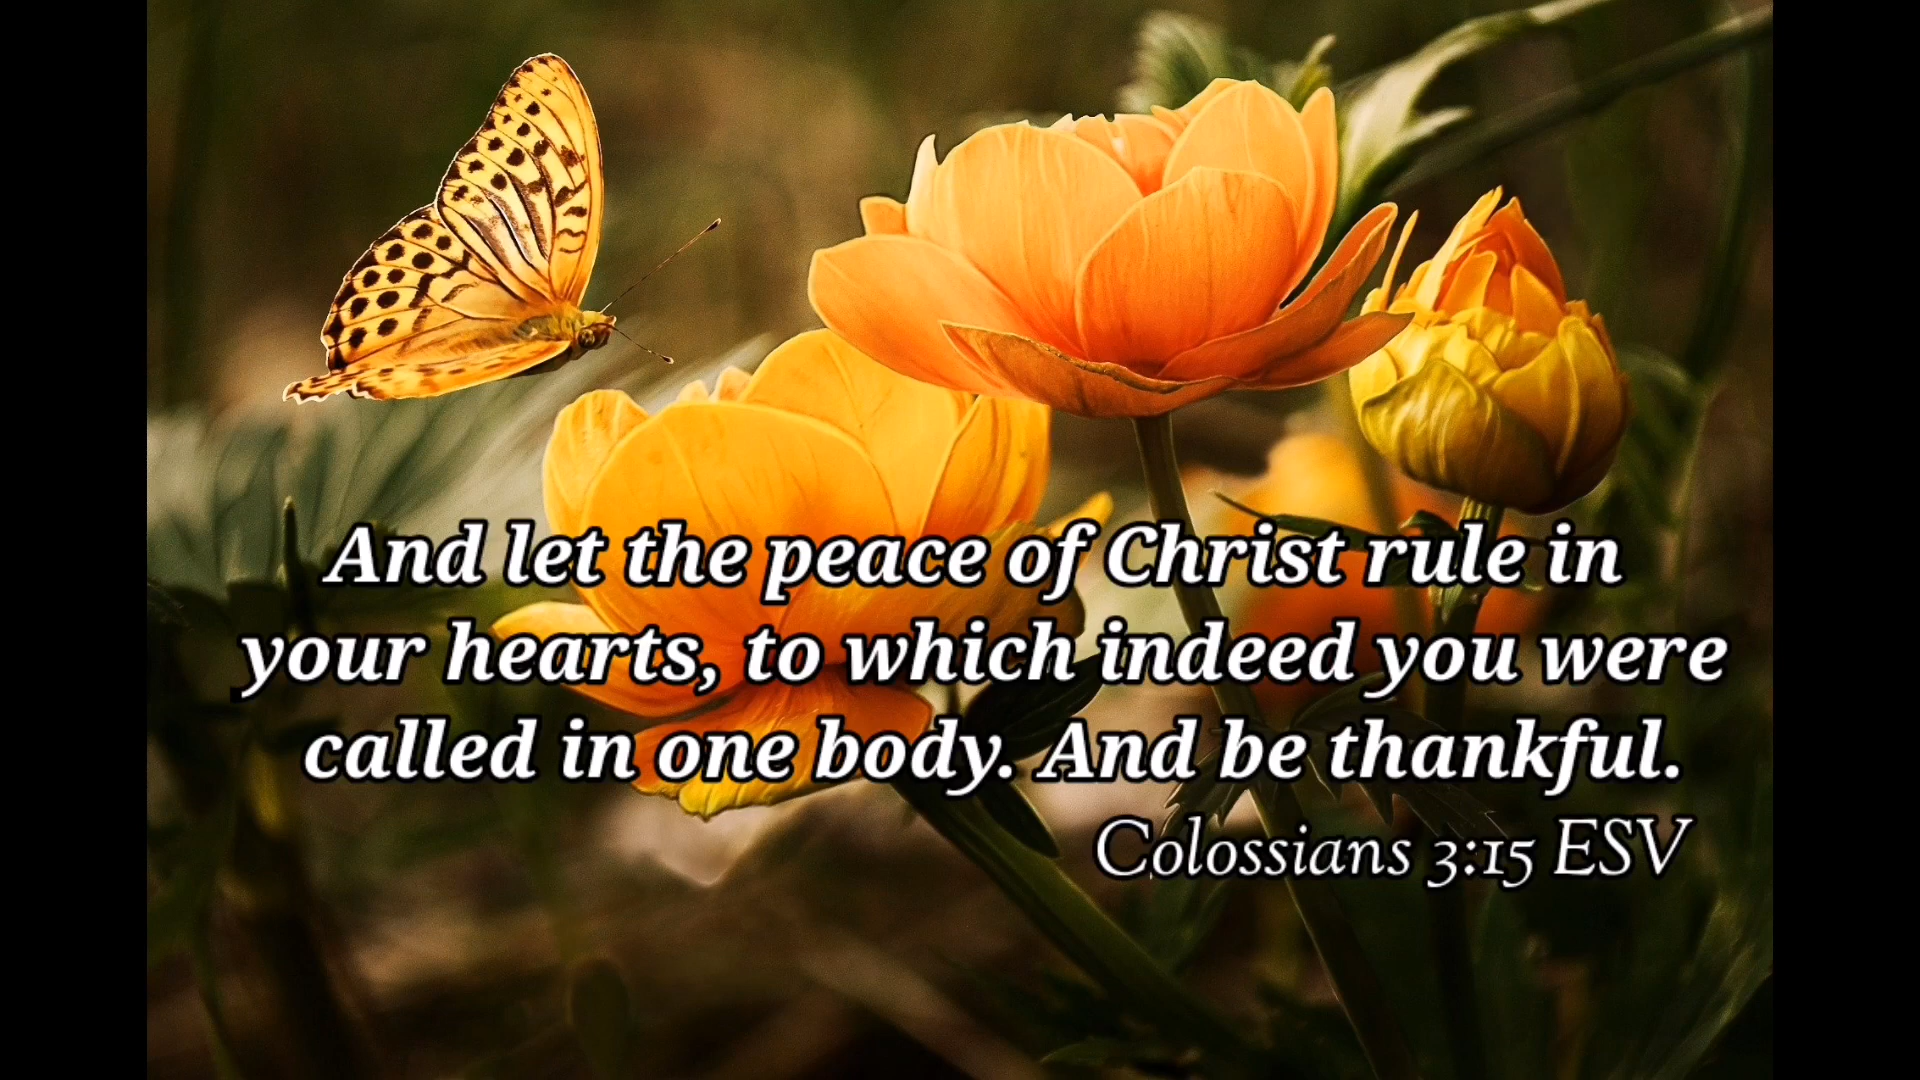 And let the peace of Christ rule in
your hearts, to which indeed you were
called in one body. And be thankful.
Colossians 3:15 ESV